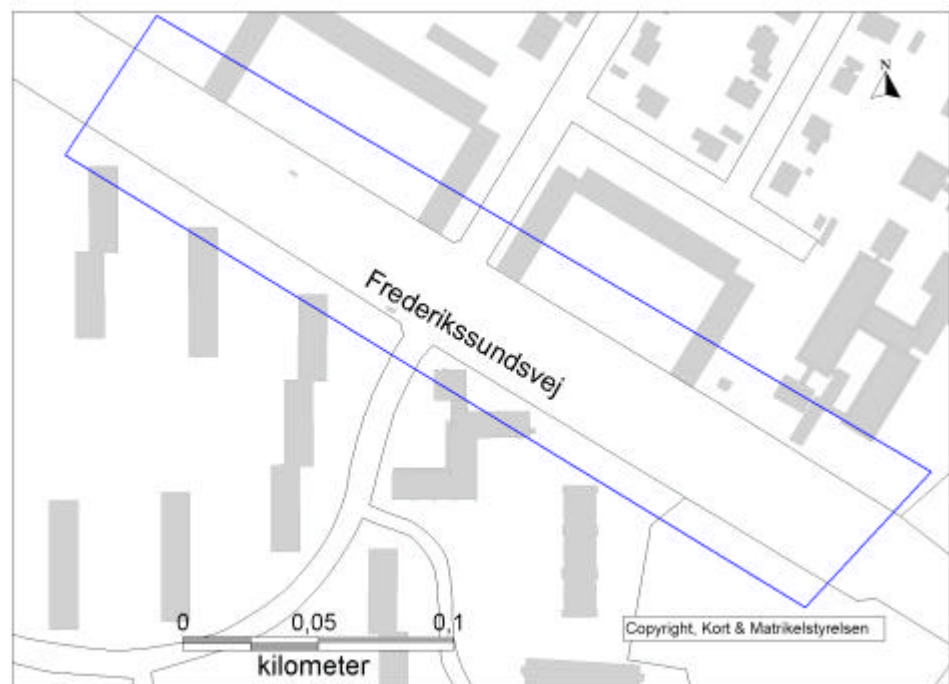 N
Frederikssundsvej
0 0,05 0,1
kilometer
Copyright, Kort & Matrikelstyrelsen